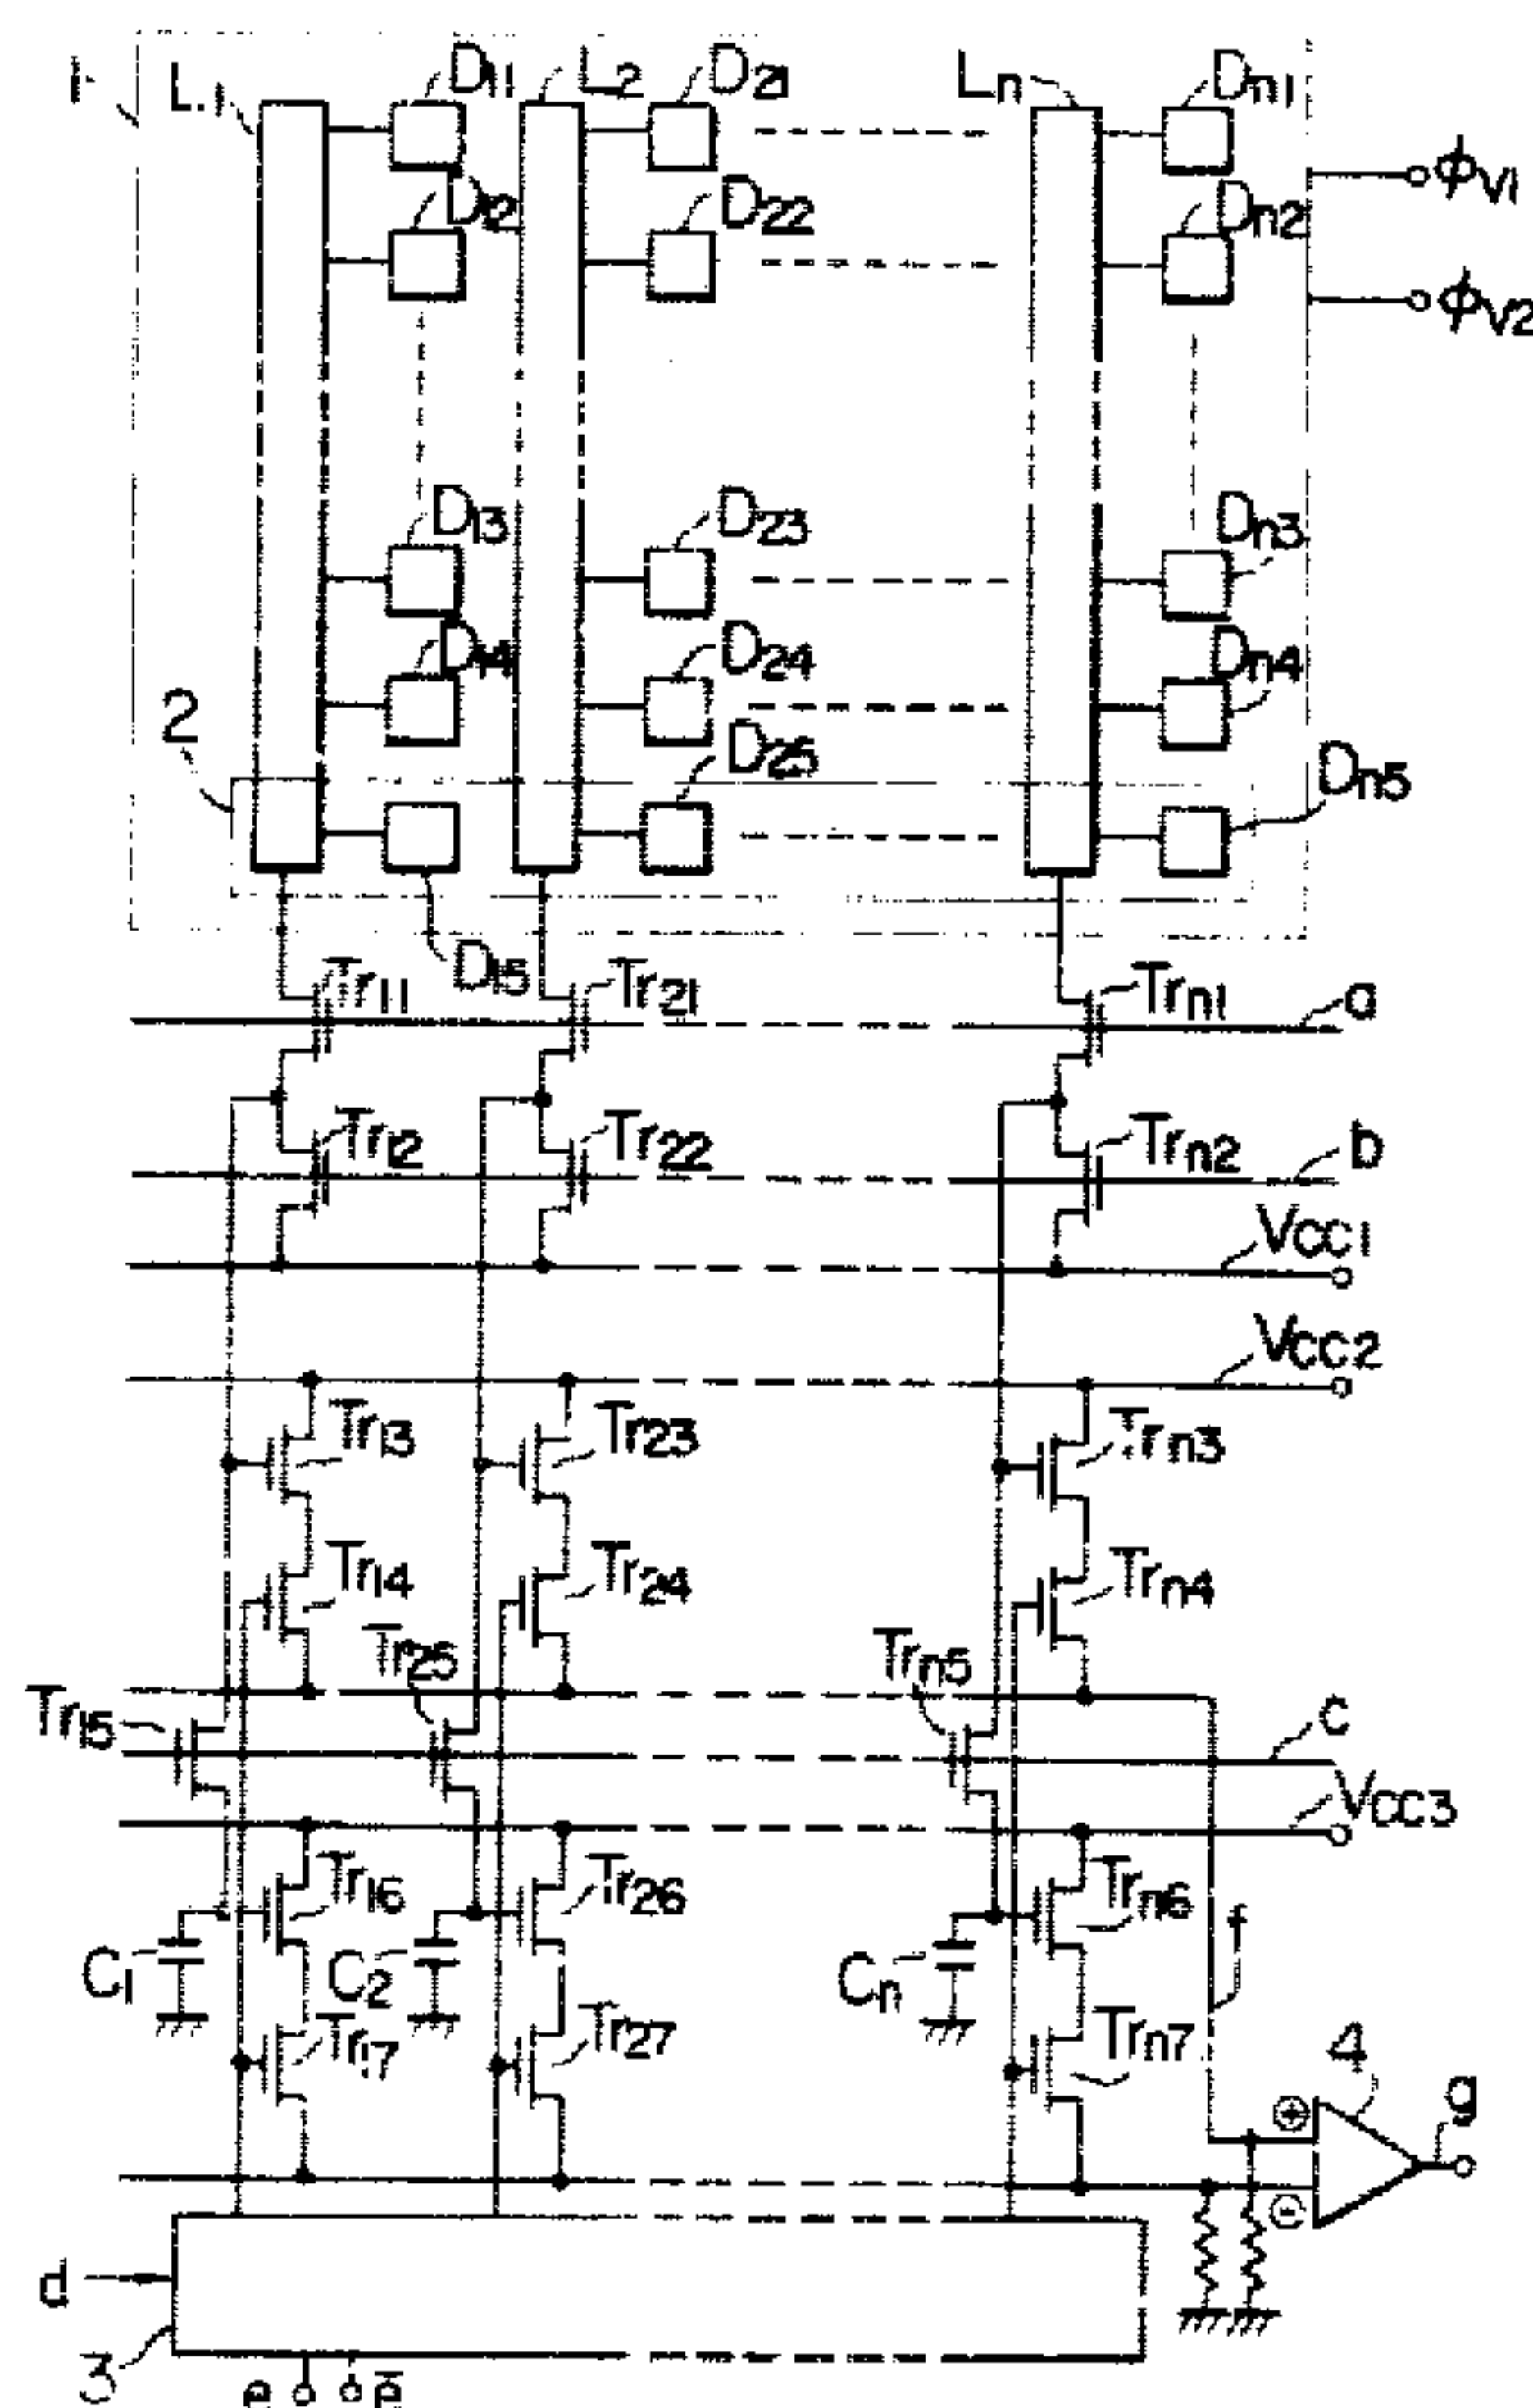 1 L1 D11 L2 D21 Ln Dn1
φV1
D12 D22 Dn2
φV2
D13 D23 Dn3
D14 D24 Dn4
2 D25 Dn5
D15
Tr11 Tr21 Trn1 a
Tr12 Tr22 Trn2 b
VCC1
VCC2
Tr13 Tr23 Trn3
Tr14 Tr24 Trn4
Tr15 Tr25 Trn5 c
VCC3
Tr16 Tr26 Trn6 f
C1 C2 Cn
Tr17 Tr27 Trn7 4 g
⊕
⊖
d
3 e e̅